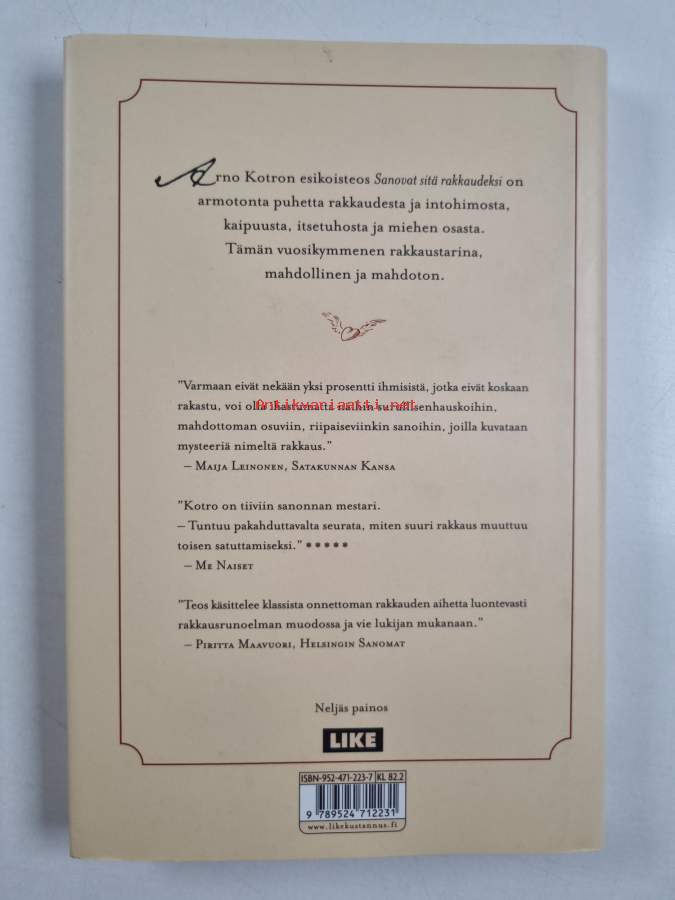 Arno Kotron esikoisteos Sanovat sitä rakkaudeksi on
armotonta puhetta rakkaudesta ja intohimosta,
kaipuusta, itsetuhosta ja miehen osasta.
Tämän vuosikymmenen rakkaustarina,
mahdollinen ja mahdoton.
"Varmaan eivät nekään yksi prosentti ihmisistä, jotka eivät koskaan
rakastu, voi olla ihastumatta näihin surullisenhauskoihin,
Antikvariaatti.net
mahdottoman osuviin, riipaiseviinkin sanoihin, joilla kuvataan
mysteeriä nimeltä rakkaus."
– Maija Leinonen, Satakunnan Kansa
"Kotro on tiiviin sanonnan mestari.
– Tuntuu pakahduttavalta seurata, miten suuri rakkaus muuttuu
toisen satuttamiseksi." *****
– Me Naiset
"Teos käsittelee klassista onnettoman rakkauden aihetta luontevasti
rakkausrunoelman muodossa ja vie lukijan mukanaan."
– Piritta Maavuori, Helsingin Sanomat
Neljäs painos
LIKE
ISBN-952-471-223-7 KL 82.2
9 789524 712231
www.likekustannus.fi